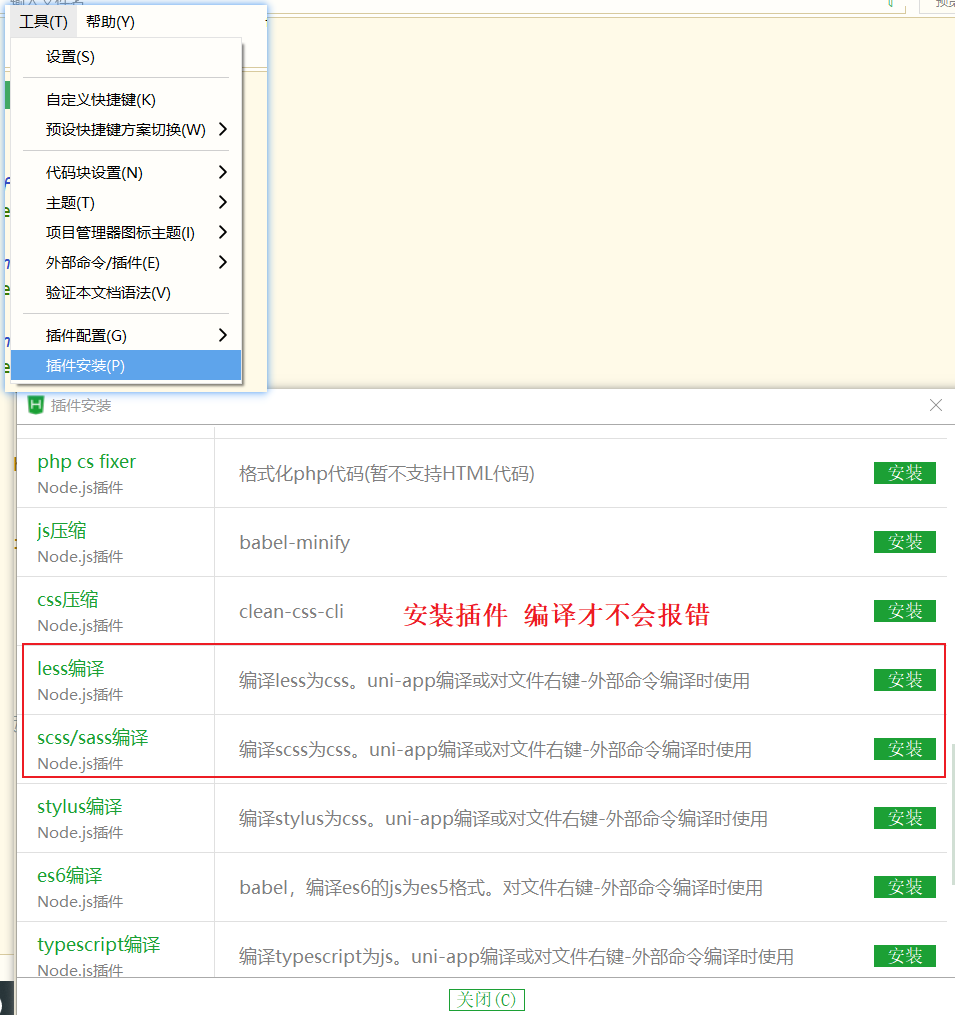 工具(T) 帮助(Y)
设置(S)
自定义快捷键(K)
预设快捷键方案切换(W)
代码块设置(N)
主题(T)
项目管理器图标主题(I)
外部命令/插件(E)
验证本文档语法(V)
插件配置(G)
插件安装(P)
插件安装
php cs fixer
Node.js插件
格式化php代码(暂不支持HTML代码)
安装
js压缩
Node.js插件
babel-minify
安装
css压缩
Node.js插件
clean-css-cli
安装插件 编译才不会报错
安装
less编译
Node.js插件
编译less为css。uni-app编译或对文件右键-外部命令编译时使用
安装
scss/sass编译
Node.js插件
编译scss为css。uni-app编译或对文件右键-外部命令编译时使用
安装
stylus编译
Node.js插件
编译stylus为css。uni-app编译或对文件右键-外部命令编译时使用
安装
es6编译
Node.js插件
babel，编译es6的js为es5格式。对文件右键-外部命令编译时使用
安装
typescript编译
Node.js插件
编译typescript为js。uni-app编译或对文件右键-外部命令编译时使用
安装
关闭(C)